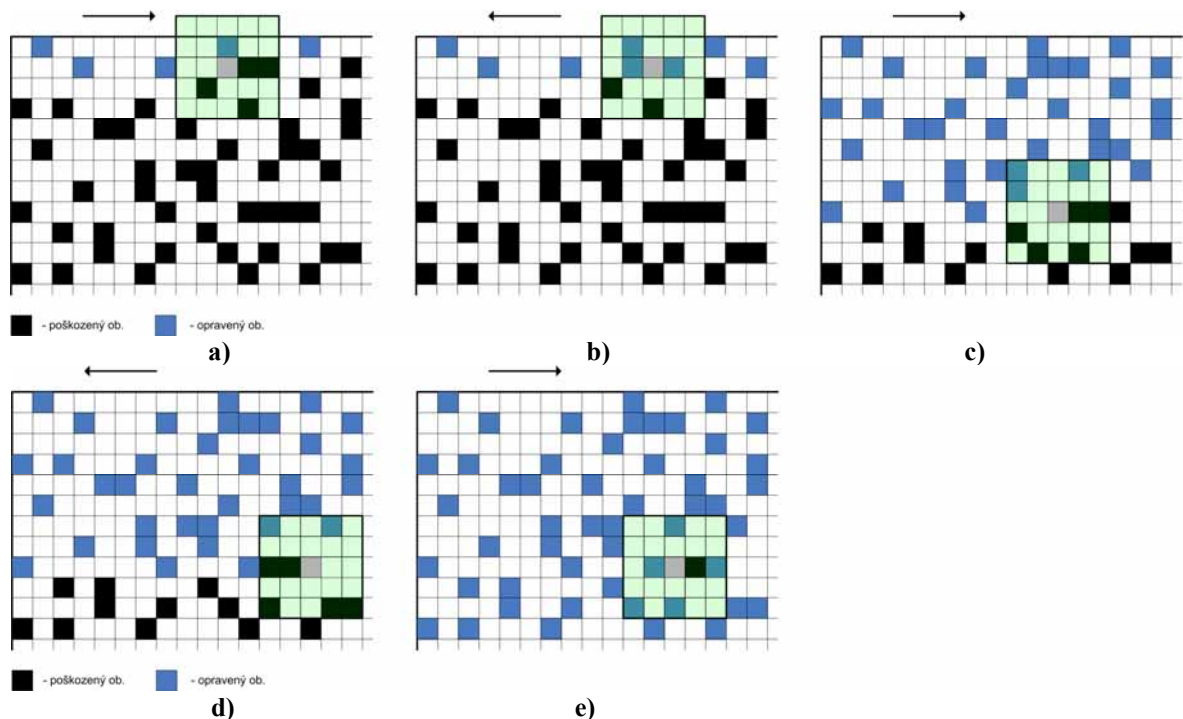 - poškozený ob. - opravený ob.
a) b) c)
- poškozený ob. - opravený ob.
d) e)